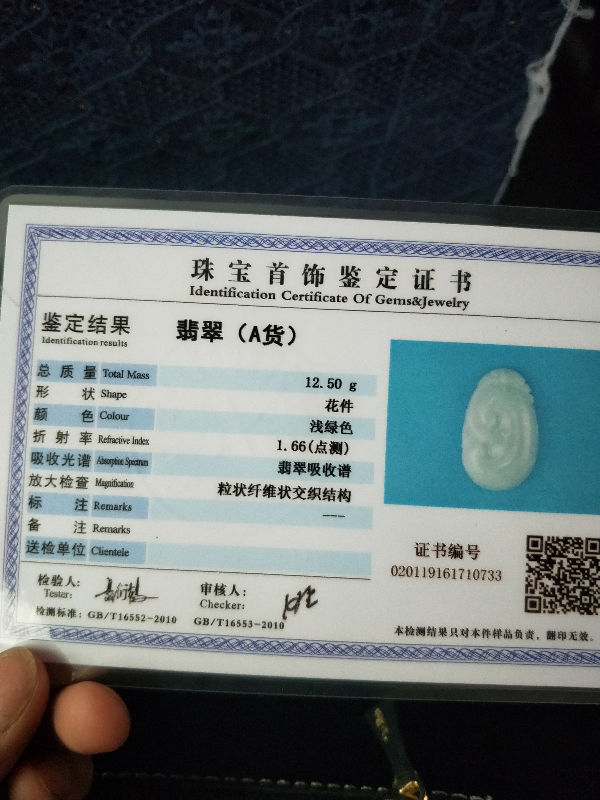 珠宝首饰鉴定证书
Identification Certificate Of Gems&Jewelry
鉴定结果 翡翠（A货）
Identification results
总质量 Total Mass 12.50 g
形状 Shape 花件
颜色 Colour 浅绿色
折射率 Refractive Index 1.66(点测)
吸收光谱 Absorption Spectrum 翡翠吸收谱
放大检查 Magnification 粒状纤维状交织结构
标注 Remarks ———
备注 Remarks
送检单位 Clientele
证书编号
020119161710733
检验人：
Tester:
审核人：
Checker:
检测标准：GB/T16552-2010 GB/T16553-2010
本检测结果只对本件样品负责，翻印无效。